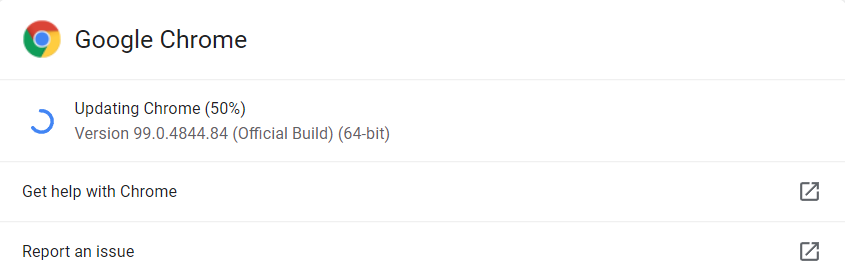 Google Chrome
Updating Chrome (50%)
Version 99.0.4844.84 (Official Build) (64-bit)
Get help with Chrome
Report an issue